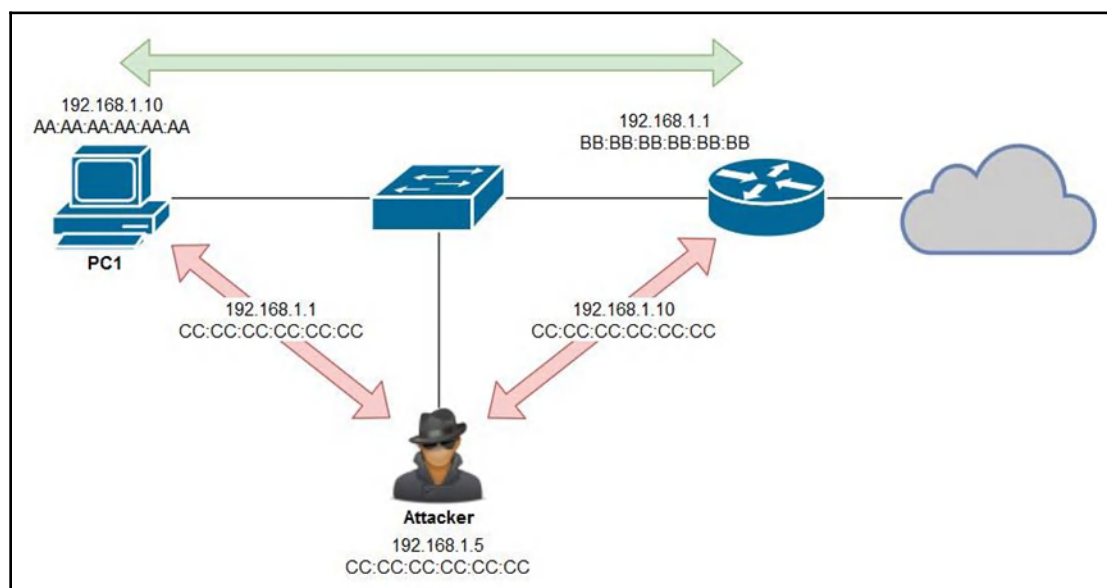 192.168.1.10
AA:AA:AA:AA:AA:AA
192.168.1.1
BB:BB:BB:BB:BB:BB
PC1
192.168.1.1
CC:CC:CC:CC:CC:CC
192.168.1.10
CC:CC:CC:CC:CC:CC
Attacker
192.168.1.5
CC:CC:CC:CC:CC:CC